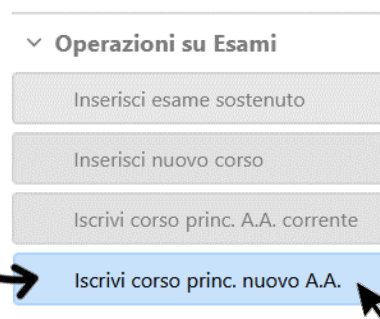 Operazioni su Esami
Inserisci esame sostenuto
Inserisci nuovo corso
Iscrivi corso princ. A.A. corrente
Iscrivi corso princ. nuovo A.A.